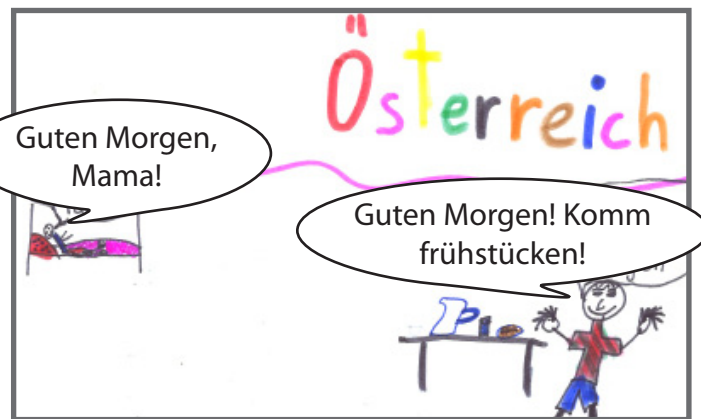 Österreich
Guten Morgen,
Mama!
Guten Morgen! Komm
frühstücken!